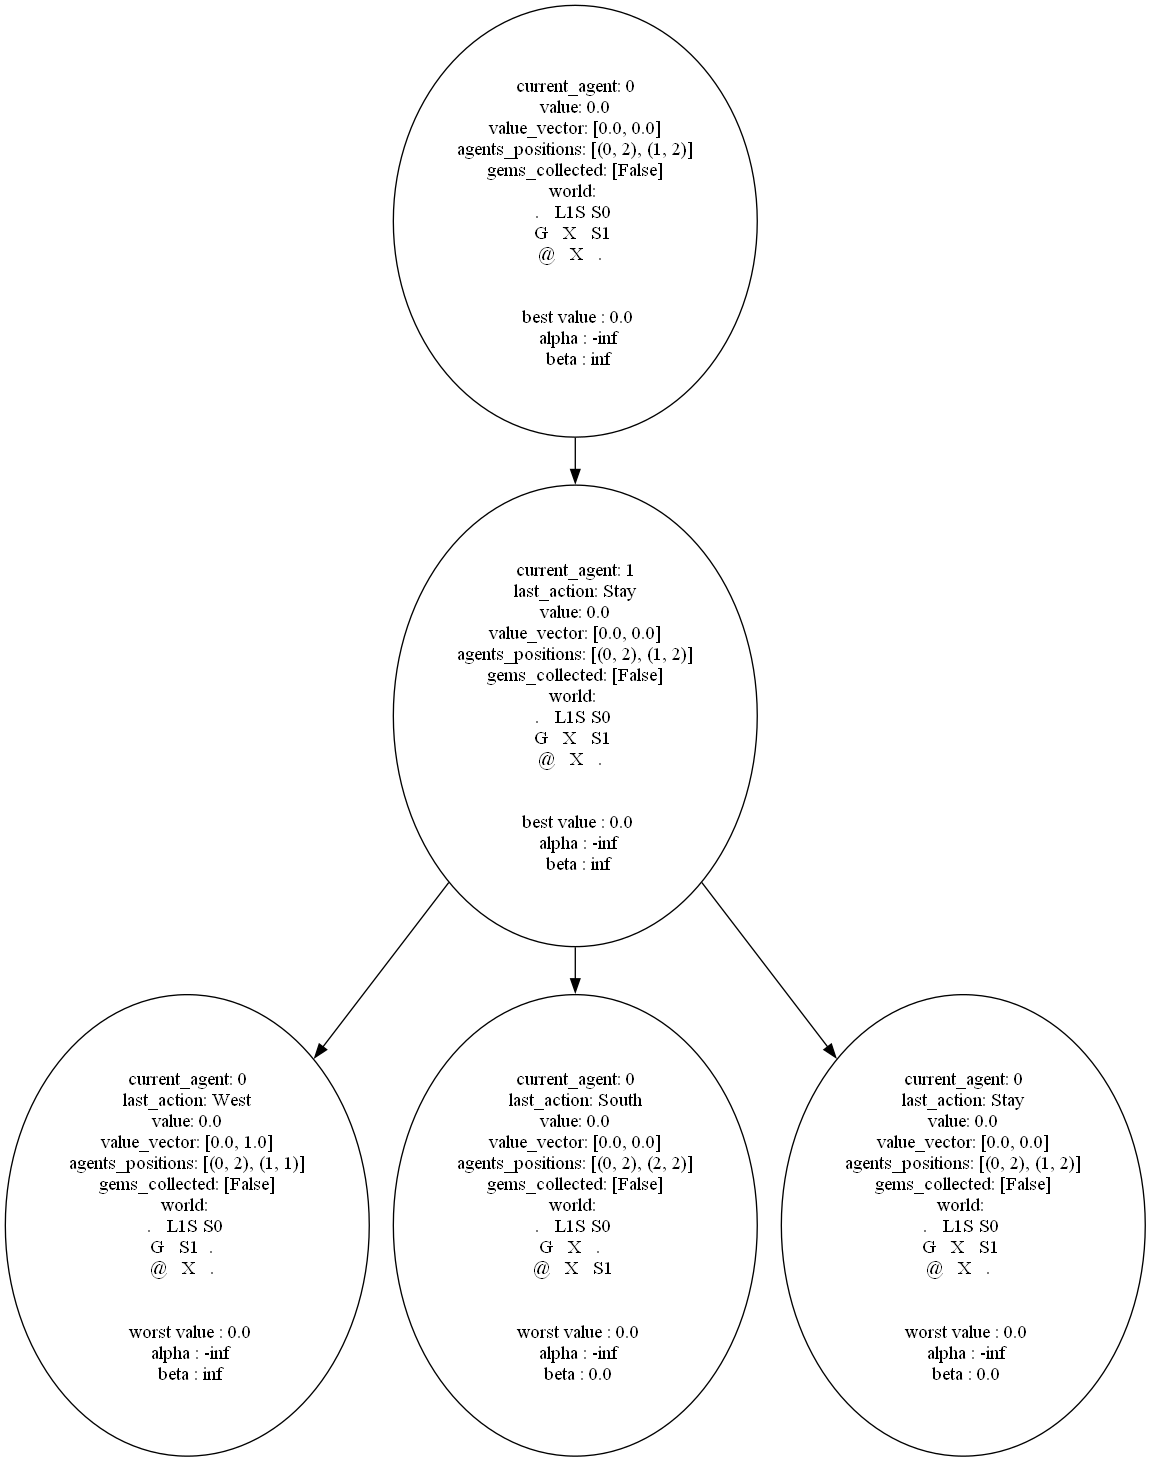 current_agent: 0
value: 0.0
value_vector: [0.0, 0.0]
agents_positions: [(0, 2), (1, 2)]
gems_collected: [False]
world:
. L1S S0
G X S1
@ X .
best value : 0.0
alpha : -inf
beta : inf
current_agent: 1
last_action: Stay
value: 0.0
value_vector: [0.0, 0.0]
agents_positions: [(0, 2), (1, 2)]
gems_collected: [False]
world:
. L1S S0
G X S1
@ X .
best value : 0.0
alpha : -inf
beta : inf
current_agent: 0
last_action: West
value: 0.0
value_vector: [0.0, 1.0]
agents_positions: [(0, 2), (1, 1)]
gems_collected: [False]
world:
. L1S S0
G S1 .
@ X .
worst value : 0.0
alpha : -inf
beta : inf
current_agent: 0
last_action: South
value: 0.0
value_vector: [0.0, 0.0]
agents_positions: [(0, 2), (2, 2)]
gems_collected: [False]
world:
. L1S S0
G X .
@ X S1
worst value : 0.0
alpha : -inf
beta : 0.0
current_agent: 0
last_action: Stay
value: 0.0
value_vector: [0.0, 0.0]
agents_positions: [(0, 2), (1, 2)]
gems_collected: [False]
world:
. L1S S0
G X S1
@ X .
worst value : 0.0
alpha : -inf
beta : 0.0